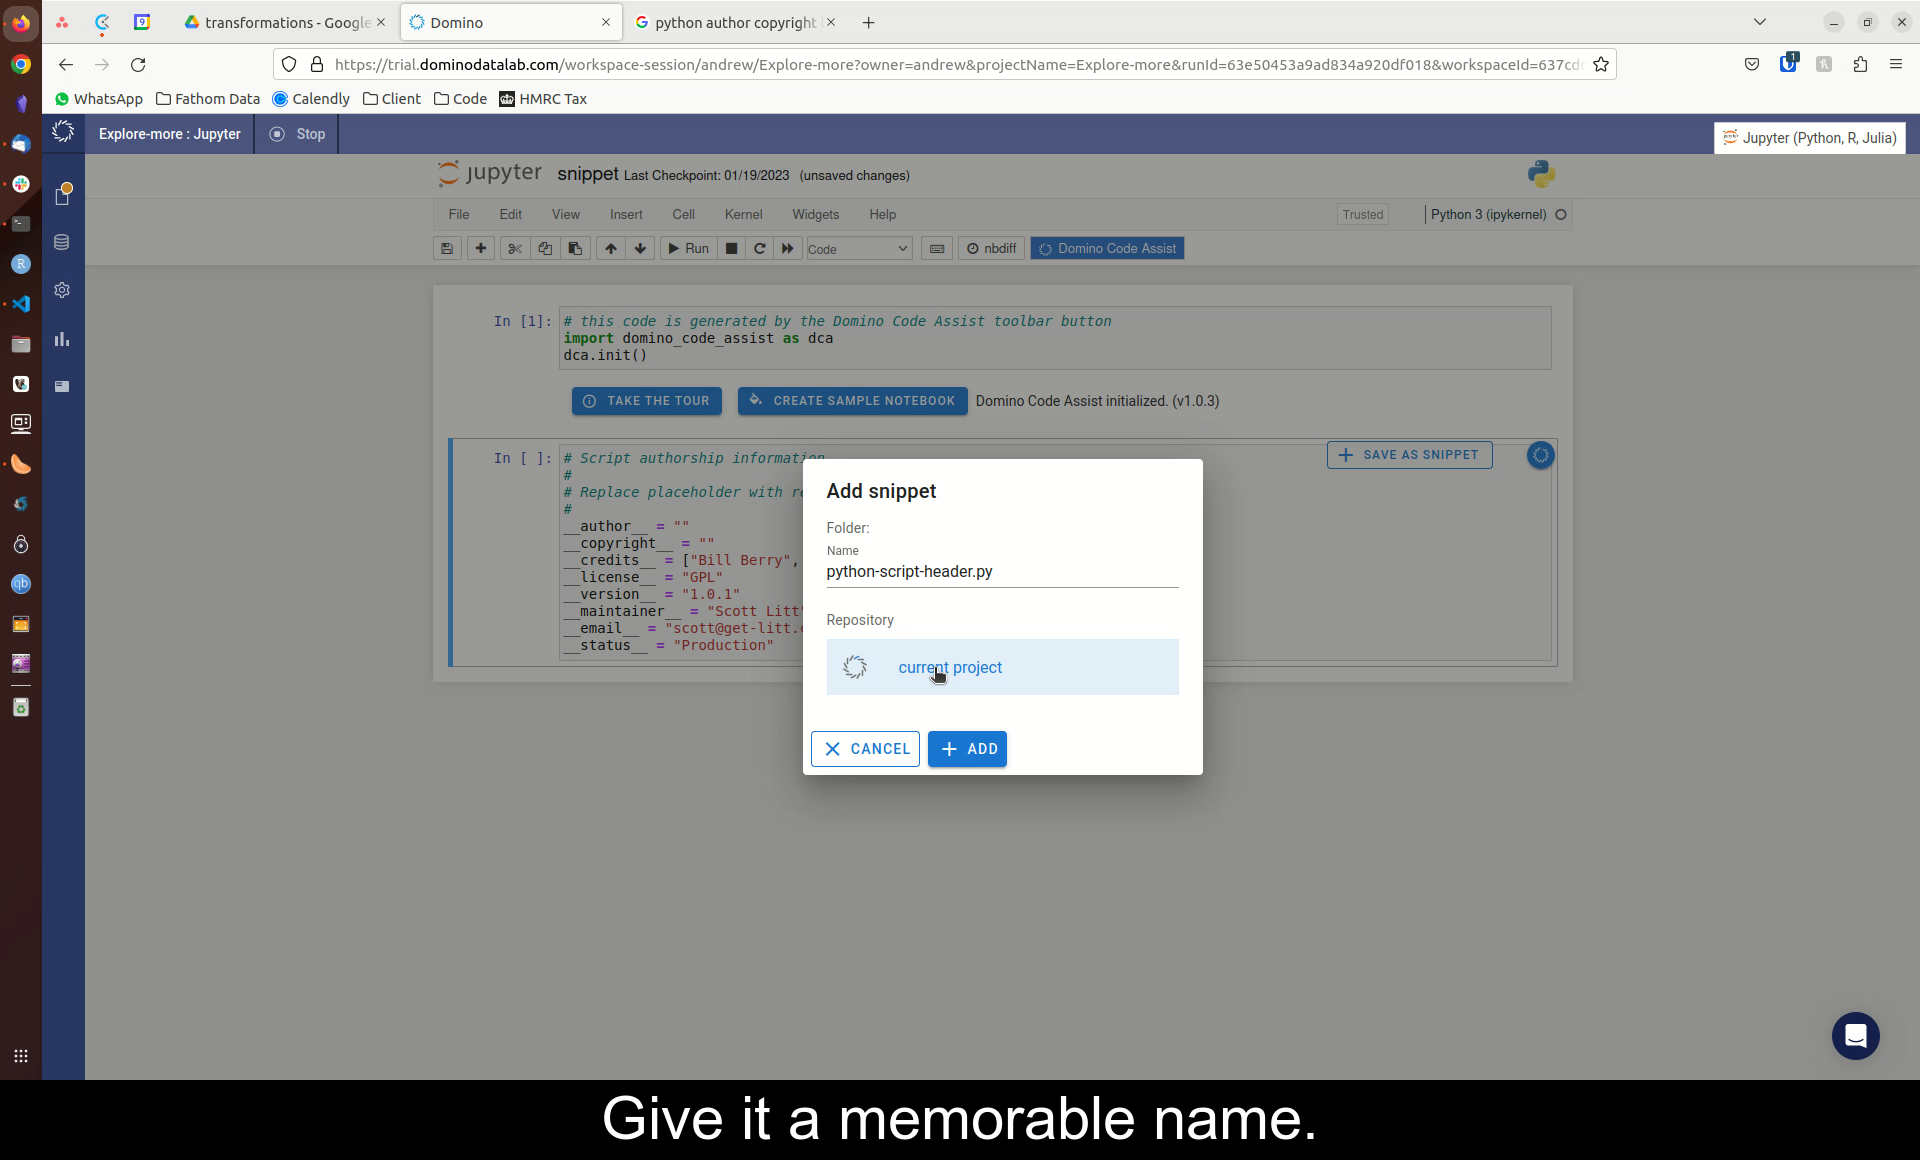 transformations - Google
Domino
python author copyright
https://trial.dominodatalab.com/workspace-session/andrew/Explore-more?owner=andrew&projectName=Explore-more&runId=63e50453a9ad834a920df018&workspaceId=637cd
1
WhatsApp
Fathom Data
Calendly
Client
Code
HMRC Tax
Explore-more : Jupyter
Stop
Jupyter (Python, R, Julia)
jupyter snippet Last Checkpoint: 01/19/2023 (unsaved changes)
File Edit View Insert Cell Kernel Widgets Help
Trusted
Python 3 (ipykernel)
Run
Code
nbdiff
Domino Code Assist
In [1]: # this code is generated by the Domino Code Assist toolbar button
import domino_code_assist as dca
dca.init()
TAKE THE TOUR
CREATE SAMPLE NOTEBOOK
Domino Code Assist initialized. (v1.0.3)
SAVE AS SNIPPET
In [ ]: # Script authorship information
#
# Replace placeholder with re
#
__author__ = ""
__copyright__ = ""
__credits__ = ["Bill Berry",
__license__ = "GPL"
__version__ = "1.0.1"
__maintainer__ = "Scott Litt"
__email__ = "scott@get-litt.c
__status__ = "Production"
Add snippet
Folder:
Name
python-script-header.py
Repository
current project
CANCEL
ADD
Give it a memorable name.